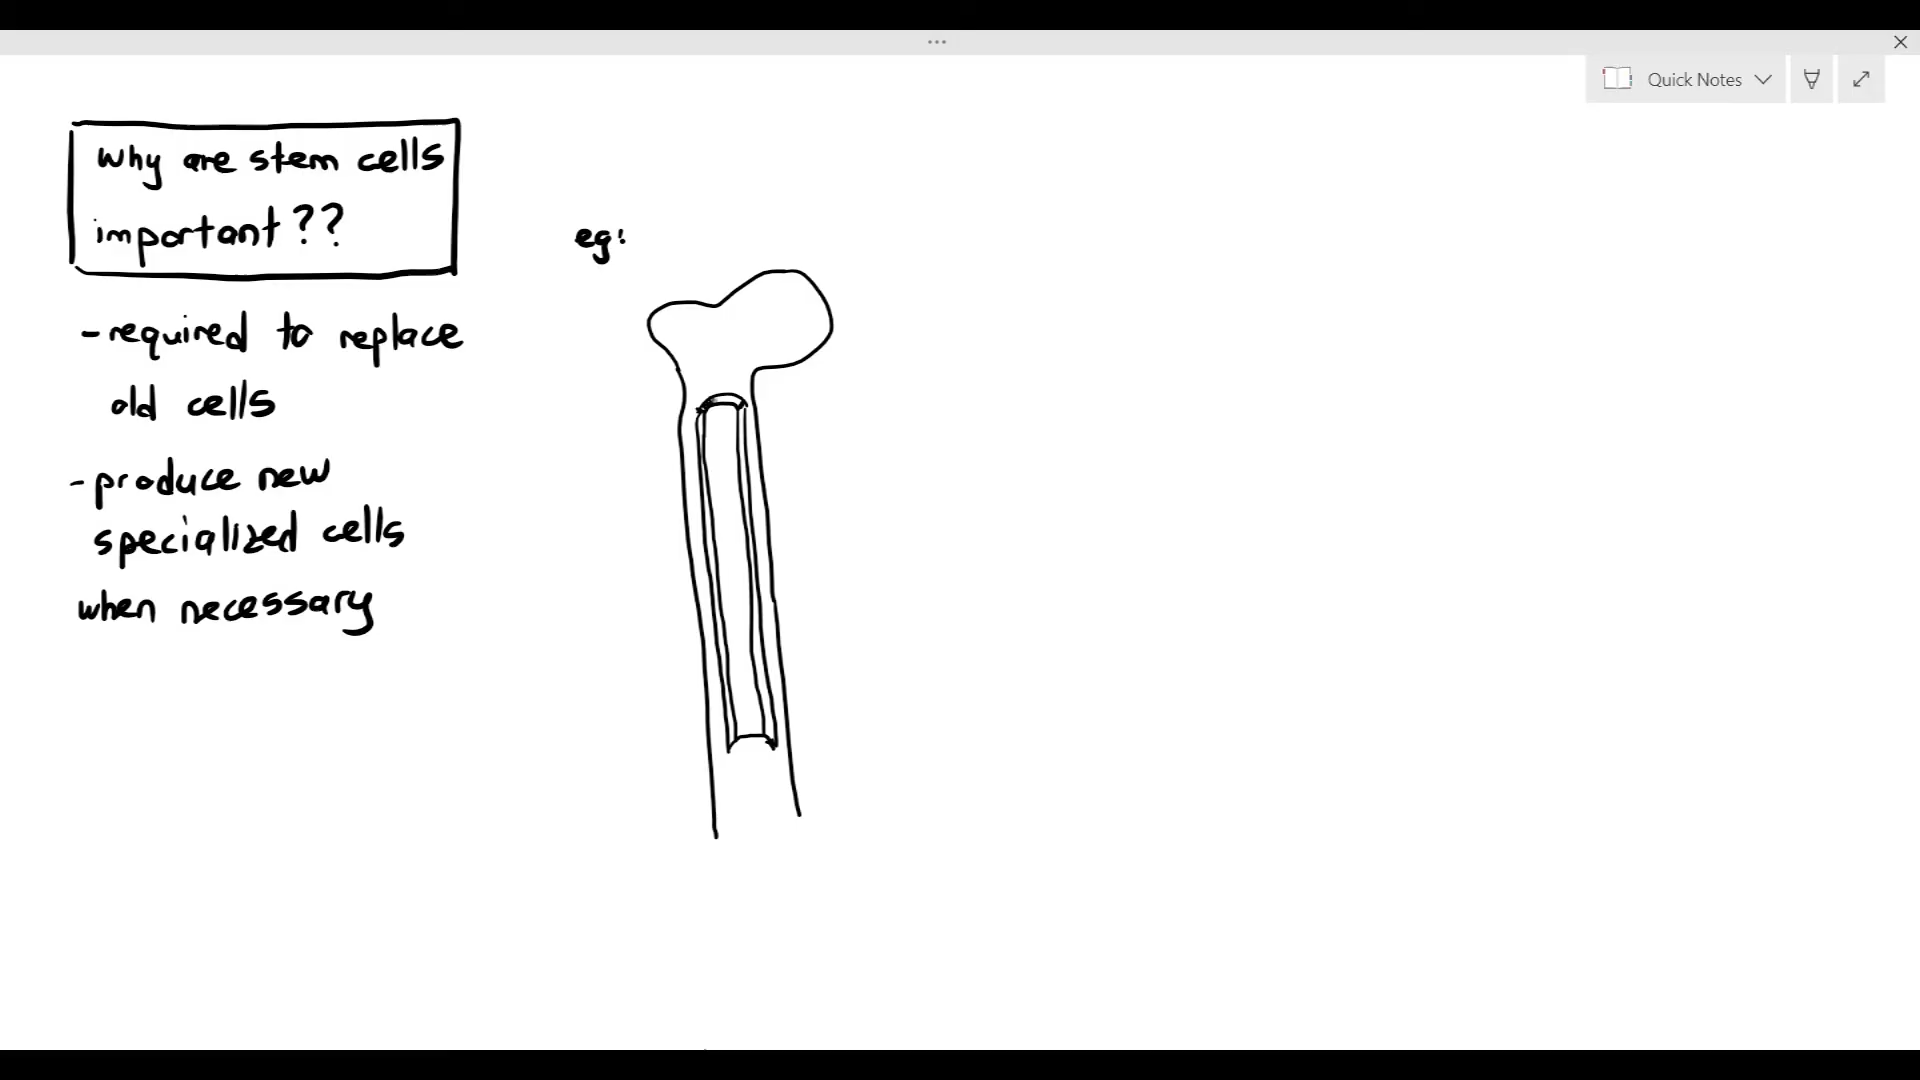 Quick Notes
Why are stem cells
important??
- required to replace
old cells
- produce new
specialized cells
when necessary
eg: